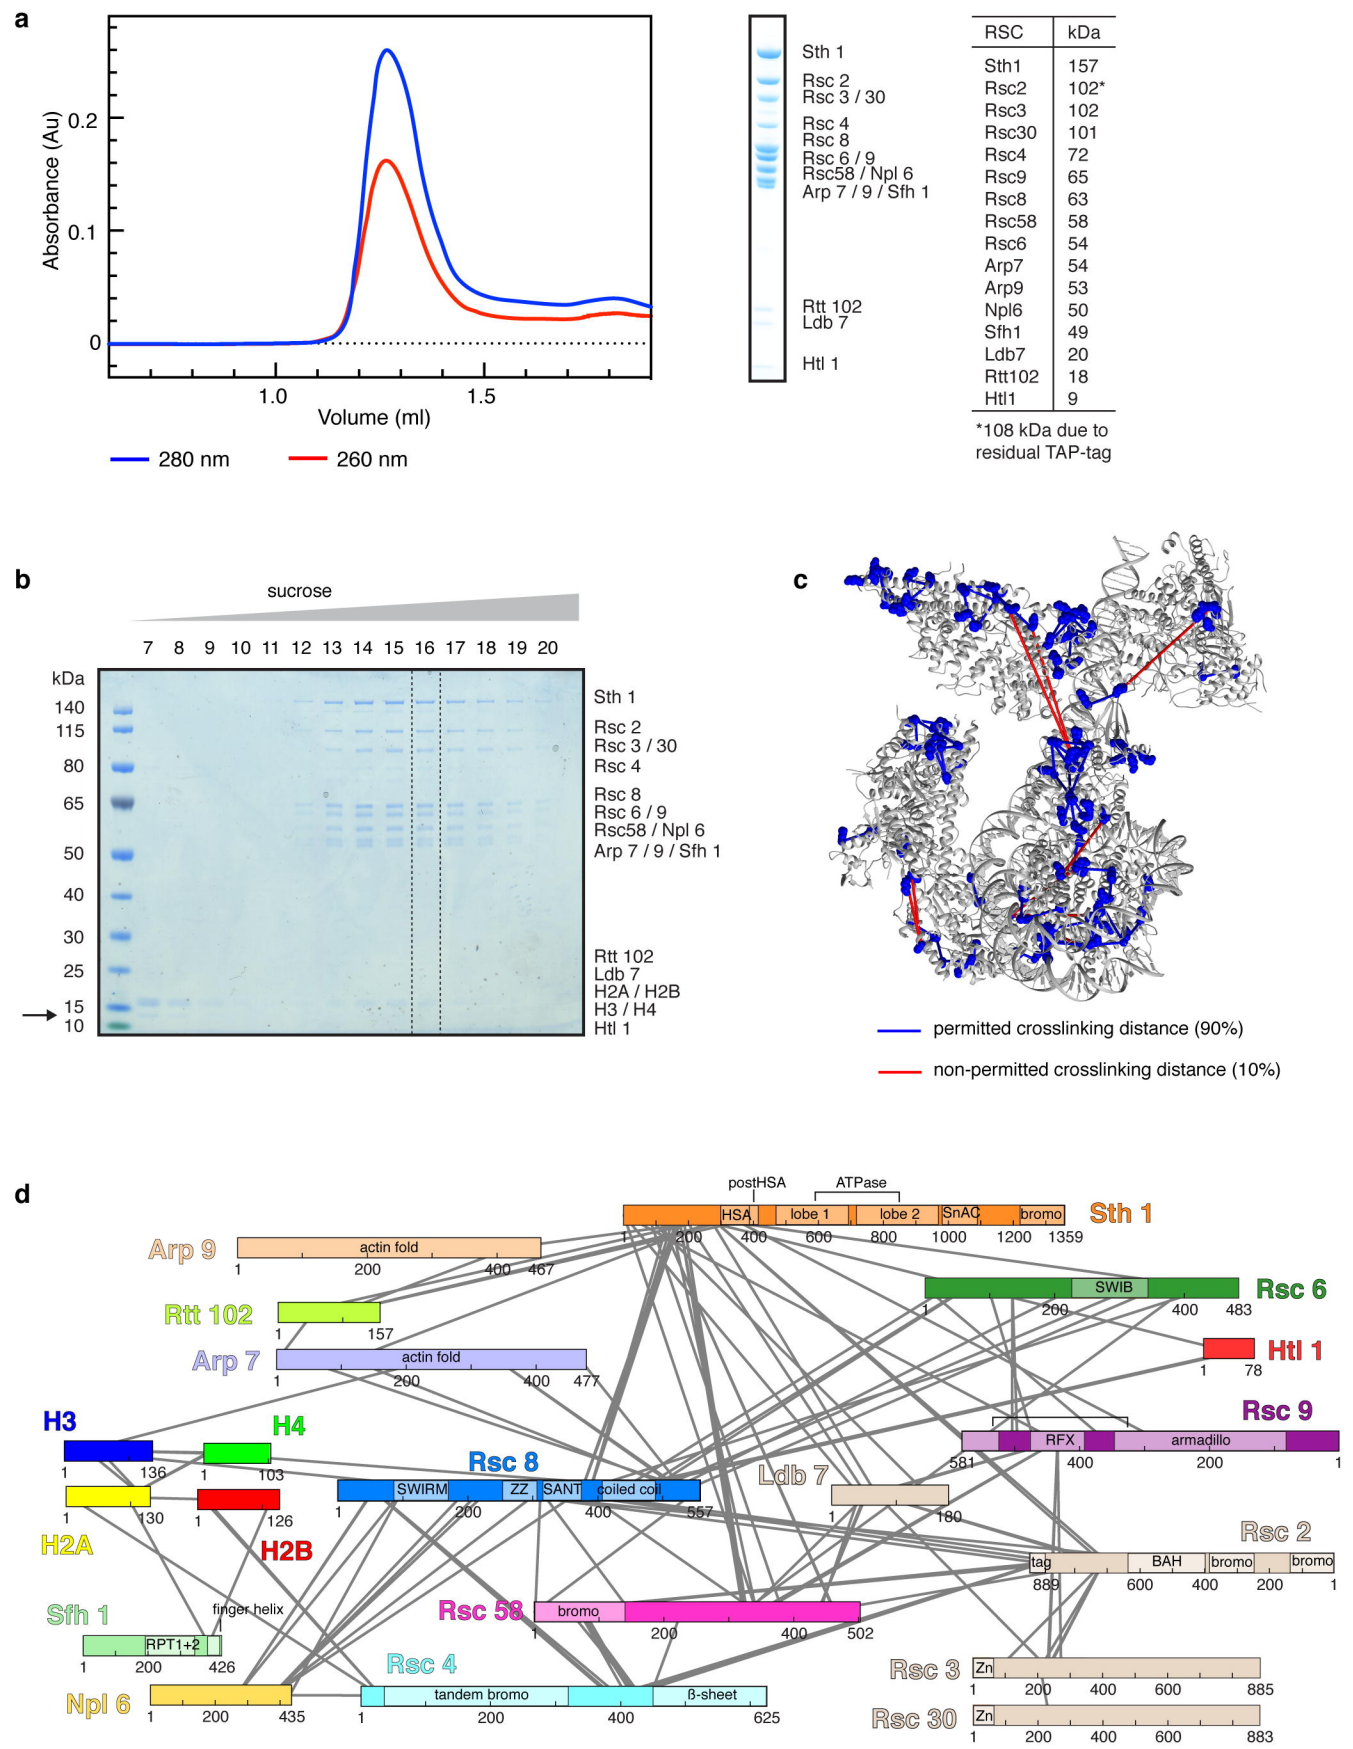 a
Absorbance (Au)
0.2
0.1
0
1.0
1.5
Volume (ml)
280 nm
260 nm
Sth 1
Rsc 2
Rsc 3 / 30
Rsc 4
Rsc 8
Rsc 6 / 9
Rsc58 / Npl 6
Arp 7 / 9 / Sfh 1
Rtt 102
Ldb 7
Htl 1
RSC kDa
Sth1 157
Rsc2 102*
Rsc3 102
Rsc30 101
Rsc4 72
Rsc9 65
Rsc8 63
Rsc58 58
Rsc6 54
Arp7 54
Arp9 53
Npl6 50
Sfh1 49
Ldb7 20
Rtt102 18
Htl1 9
*108 kDa due to
residual TAP-tag
b
sucrose
7 8 9 10 11 12 13 14 15 16 17 18 19 20
kDa
140
115
80
65
50
40
30
25
15
10
Sth 1
Rsc 2
Rsc 3 / 30
Rsc 4
Rsc 8
Rsc 6 / 9
Rsc58 / Npl 6
Arp 7 / 9 / Sfh 1
Rtt 102
Ldb 7
H2A / H2B
H3 / H4
Htl 1
c
permitted crosslinking distance (90%)
non-permitted crosslinking distance (10%)
d
postHSA ATPase
HSA lobe 1 lobe 2 SnAC bromo Sth 1
1 200 400 600 800 1000 1200 1359
Arp 9 actin fold
1 200 400 467
SWIB Rsc 6
1 200 400 483
Rtt 102
1 157
Htl 1
1 78
Arp 7 actin fold
1 200 400 477
Rsc 9
RFX armadillo
581 400 200 1
H3
1 136
H4
1 103
Rsc 8
SWIRM ZZ SANT coiled coil
200 400 557
Ldb 7
1 180
H2A
1 130
H2B
1 126
Rsc 2
tag BAH bromo bromo
889 600 400 200 1
Sfh 1 finger helix
RPT1+2
1 200 426
Rsc 58 bromo
1 200 400 502
Rsc 4
tandem bromo ß-sheet
1 200 400 625
Npl 6
1 200 435
Rsc 3 Zn
1 200 400 600 885
Rsc 30 Zn
1 200 400 600 883